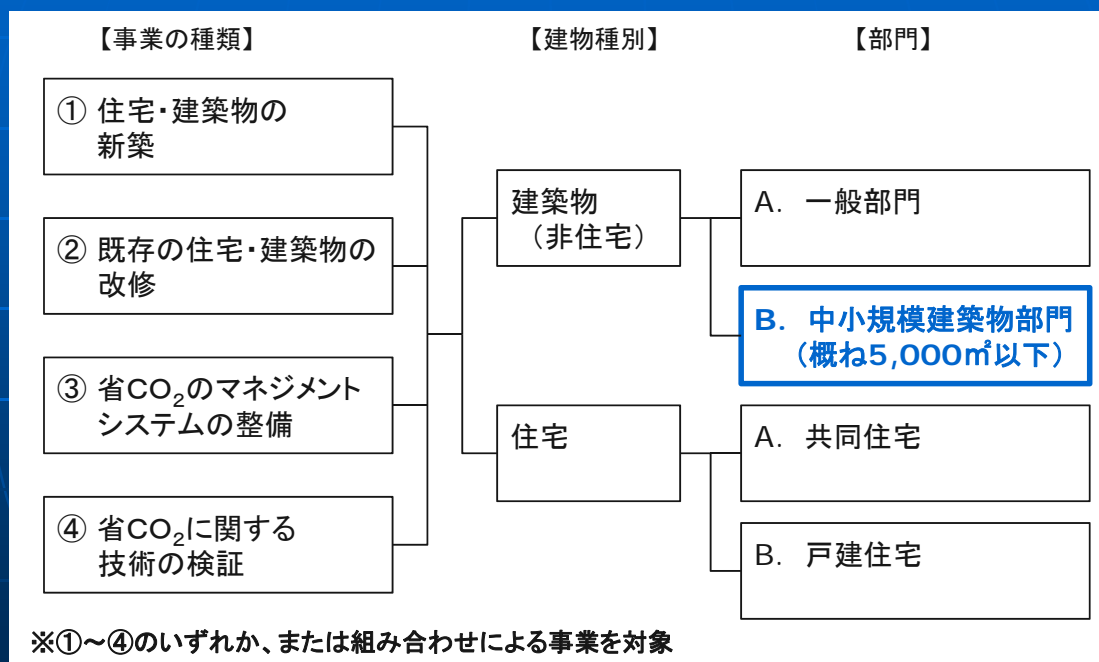 【事業の種類】
【建物種別】
【部門】
① 住宅・建築物の
新築
② 既存の住宅・建築物の
改修
③ 省CO₂のマネジメント
システムの整備
④ 省CO₂に関する
技術の検証
建築物
（非住宅）
住宅
A. 一般部門
B. 中小規模建築物部門
（概ね5,000㎡以下）
A. 共同住宅
B. 戸建住宅
※①～④のいずれか、または組み合わせによる事業を対象